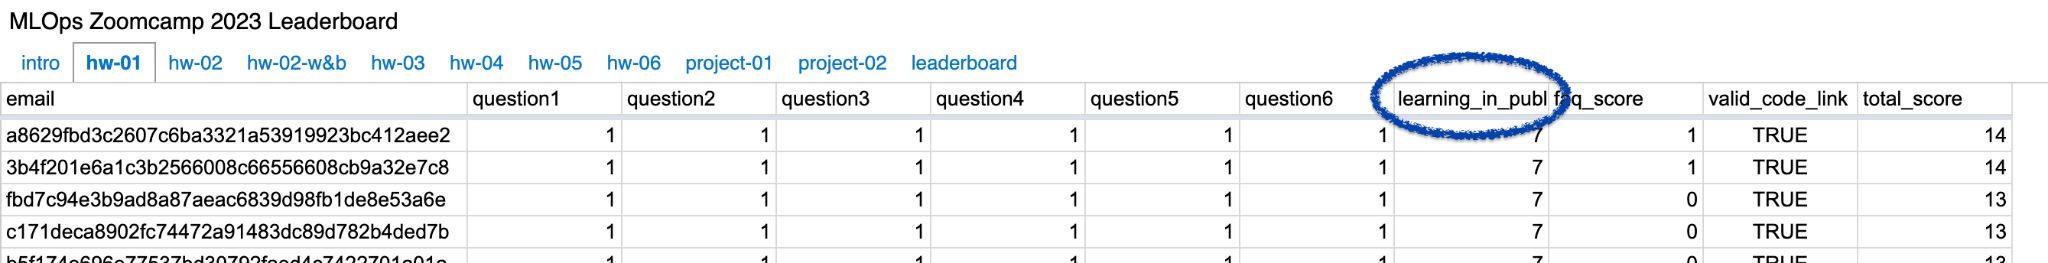 MLOps Zoomcamp 2023 Leaderboard
intro hw-01 hw-02 hw-02-w&b hw-03 hw-04 hw-05 hw-06 project-01 project-02 leaderboard
email question1 question2 question3 question4 question5 question6 learning_in_publ faq_score valid_code_link total_score
a8629fbd3c2607c6ba3321a53919923bc412aee2 1 1 1 1 1 1 7 1 TRUE 14
3b4f201e6a1c3b2566008c66556608cb9a32e7c8 1 1 1 1 1 1 7 1 TRUE 14
fbd7c94e3b9ad8a87aeac6839d98fb1de8e53a6e 1 1 1 1 1 1 7 0 TRUE 13
c171deca8902fc74472a91483dc89d782b4ded7b 1 1 1 1 1 1 7 0 TRUE 13
1 1 1 1 1 1 7 0 TRUE 13